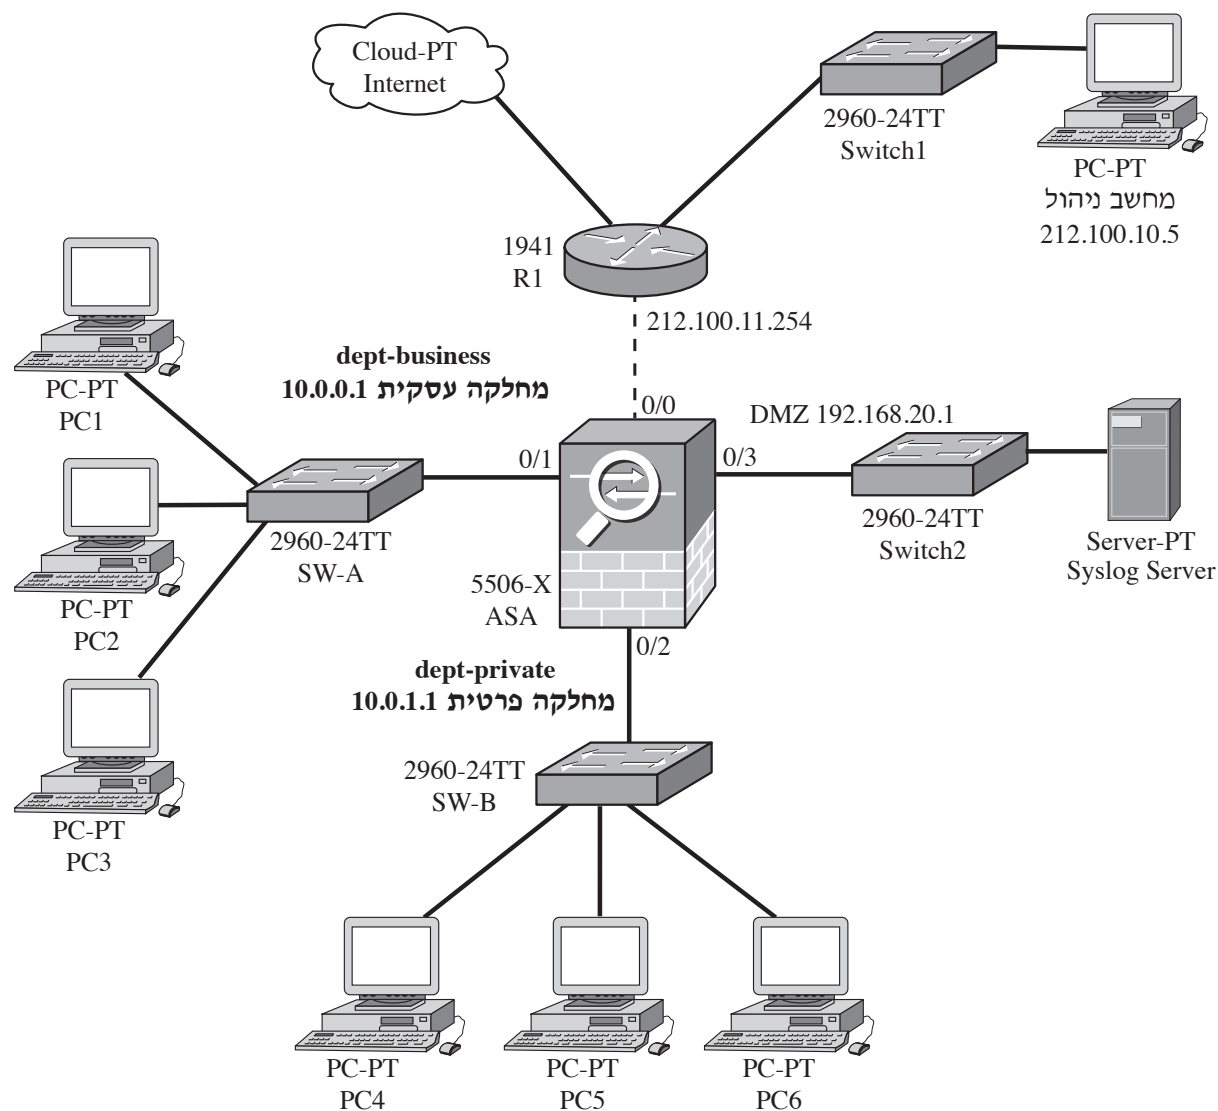 Cloud-PT
Internet
2960-24TT
Switch1
PC-PT
מחשב ניהול
212.100.10.5
1941
R1
212.100.11.254
dept-business
מחלקה עסקית 10.0.0.1
PC-PT
PC1
0/0
DMZ 192.168.20.1
0/1
0/3
2960-24TT
SW-A
2960-24TT
Switch2
Server-PT
Syslog Server
PC-PT
PC2
5506-X
ASA
0/2
dept-private
מחלקה פרטית 10.0.1.1
2960-24TT
SW-B
PC-PT
PC3
PC-PT
PC4
PC-PT
PC5
PC-PT
PC6